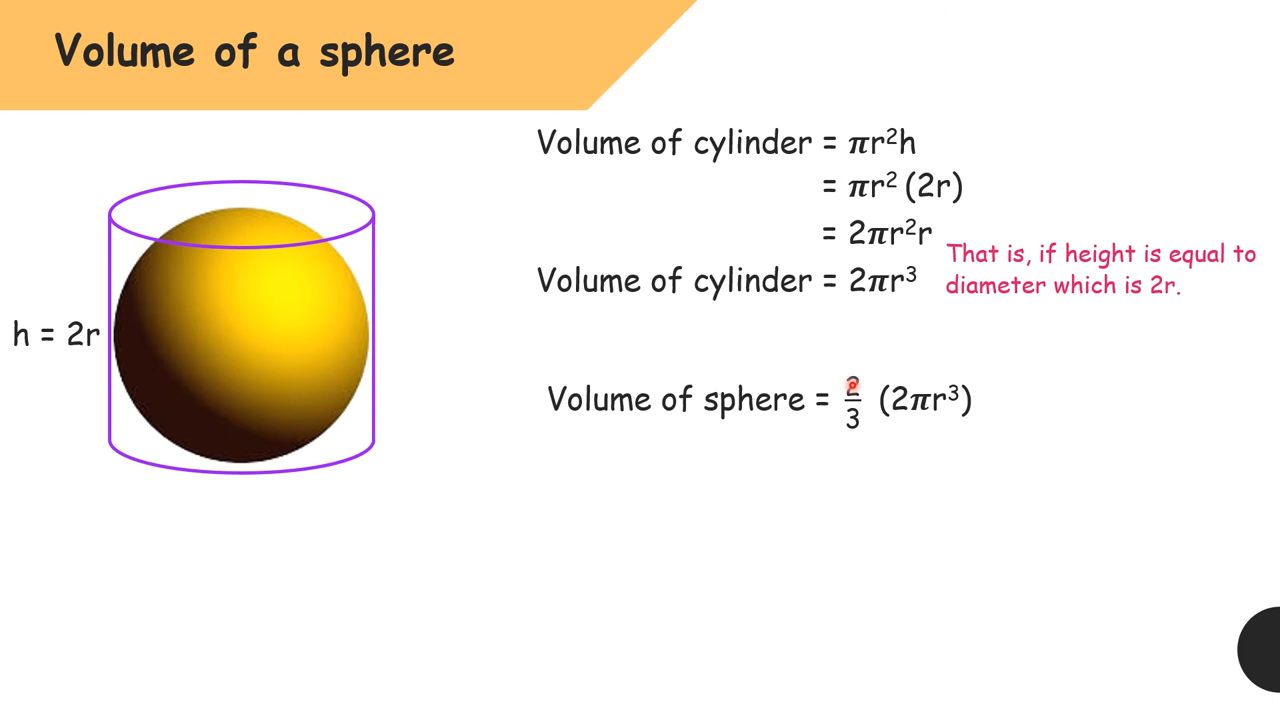 Volume of a sphere
Volume of cylinder = πr²h
= πr² (2r)
= 2πr²r
Volume of cylinder = 2πr³
That is, if height is equal to
diameter which is 2r.
h = 2r
Volume of sphere = 2/3 (2πr³)